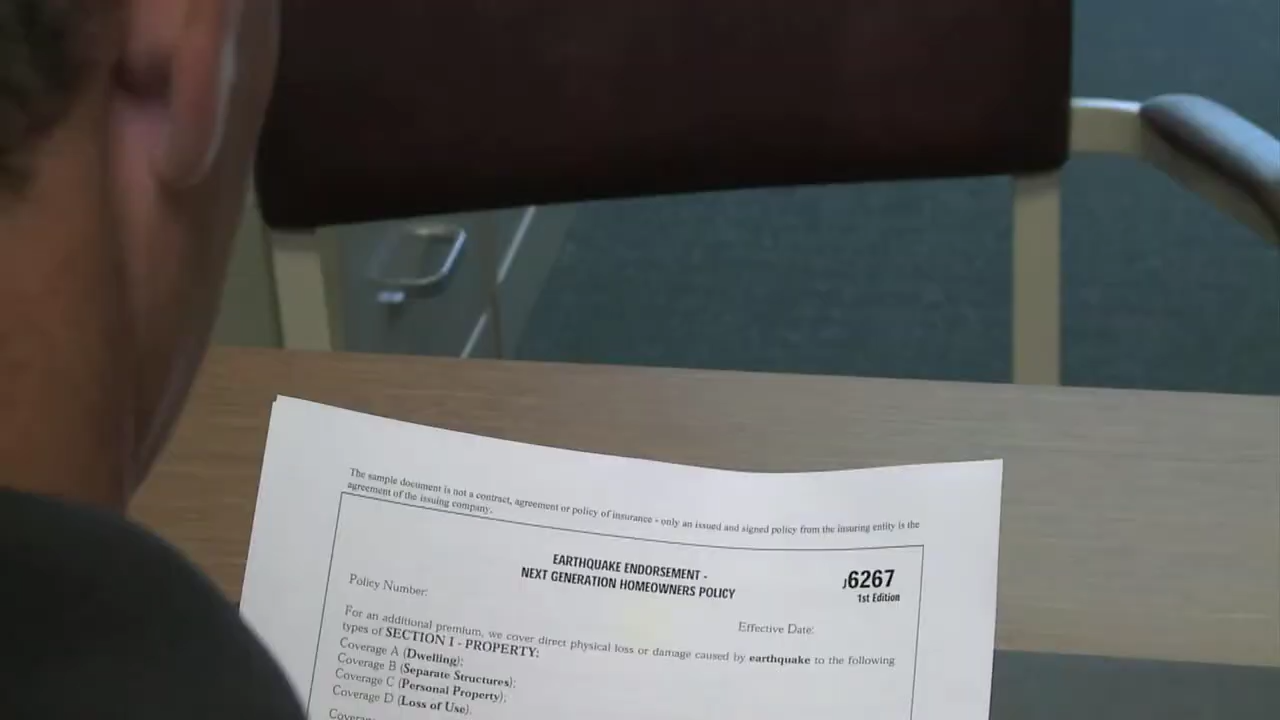 The sample document is not a contract, agreement or policy of insurance - only an issued and signed policy from the insuring entity is the
agreement of the issuing company.
EARTHQUAKE ENDORSEMENT -
NEXT GENERATION HOMEOWNERS POLICY
J6267
1st Edition
Policy Number:
Effective Date:
For an additional premium, we cover direct physical loss or damage caused by earthquake to the following
types of SECTION I - PROPERTY:
Coverage A (Dwelling);
Coverage B (Separate Structures);
Coverage C (Personal Property);
Coverage D (Loss of Use).